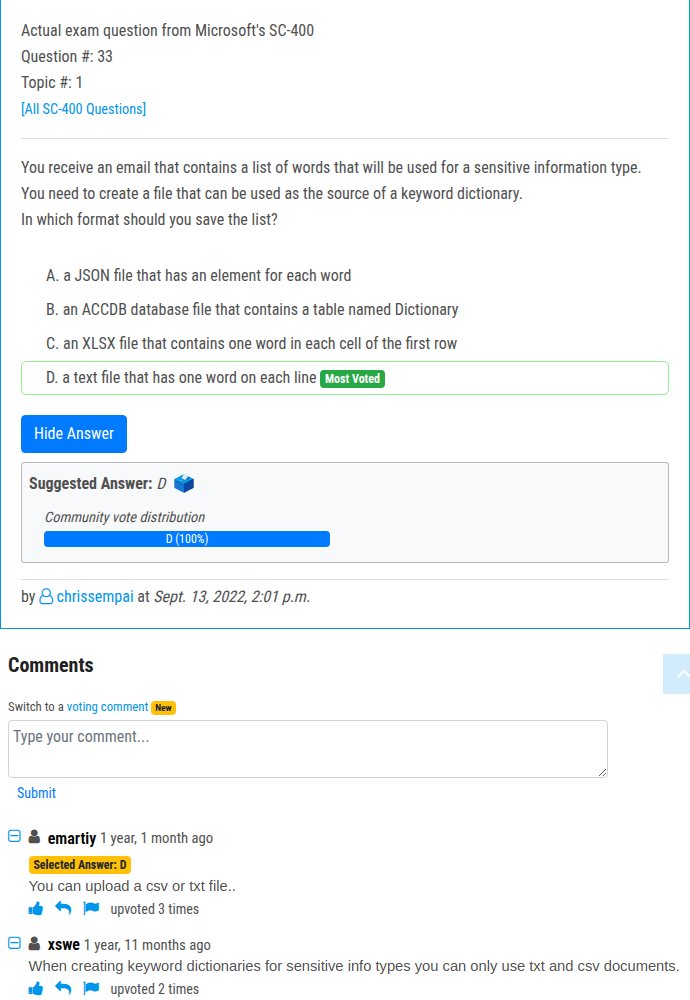 Actual exam question from Microsoft's SC-400
Question #: 33
Topic #: 1
[All SC-400 Questions]
You receive an email that contains a list of words that will be used for a sensitive information type.
You need to create a file that can be used as the source of a keyword dictionary.
In which format should you save the list?
A. a JSON file that has an element for each word
B. an ACCDB database file that contains a table named Dictionary
C. an XLSX file that contains one word in each cell of the first row
D. a text file that has one word on each line Most Voted
Hide Answer
Suggested Answer: D
Community vote distribution
D (100%)
by chrissempai at Sept. 13, 2022, 2:01 p.m.
Comments
Switch to a voting comment New
Type your comment...
Submit
emartiy 1 year, 1 month ago
Selected Answer: D
You can upload a csv or txt file..
upvoted 3 times
xswe 1 year, 11 months ago
When creating keyword dictionaries for sensitive info types you can only use txt and csv documents.
upvoted 2 times